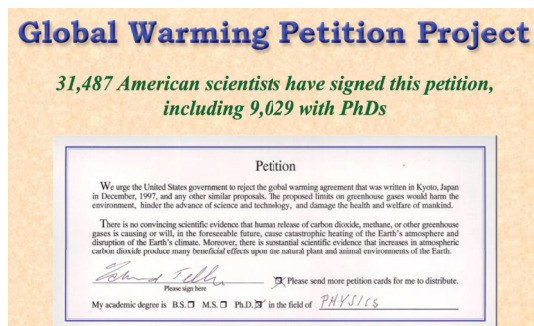 Global Warming Petition Project
31,487 American scientists have signed this petition,
including 9,029 with PhDs
Petition
We urge the United States government to reject the gobal warming agreement that was written in Kyoto, Japan
in December, 1997, and any other similar proposals. The proposed limits on greenhouse gases would harm the
environment, hinder the advance of science and technology, and damage the health and welfare of mankind.
There is no convincing scientific evidence that human release of carbon dioxide, methane, or other greenhouse
gases is causing or will, in the foreseeable future, cause catastrophic heating of the Earth's atmosphere and
disruption of the Earth's climate. Moreover, there is sustantial scientific evidence that increases in atmospheric
carbon dioxide produce many beneficial effects upon the natural plant and animal environments of the Earth.
Edward Teller
Please send more petition cards for me to distribute.
Please sign here
My academic degree is B.S. M.S. Ph.D. in the field of PHYSICS